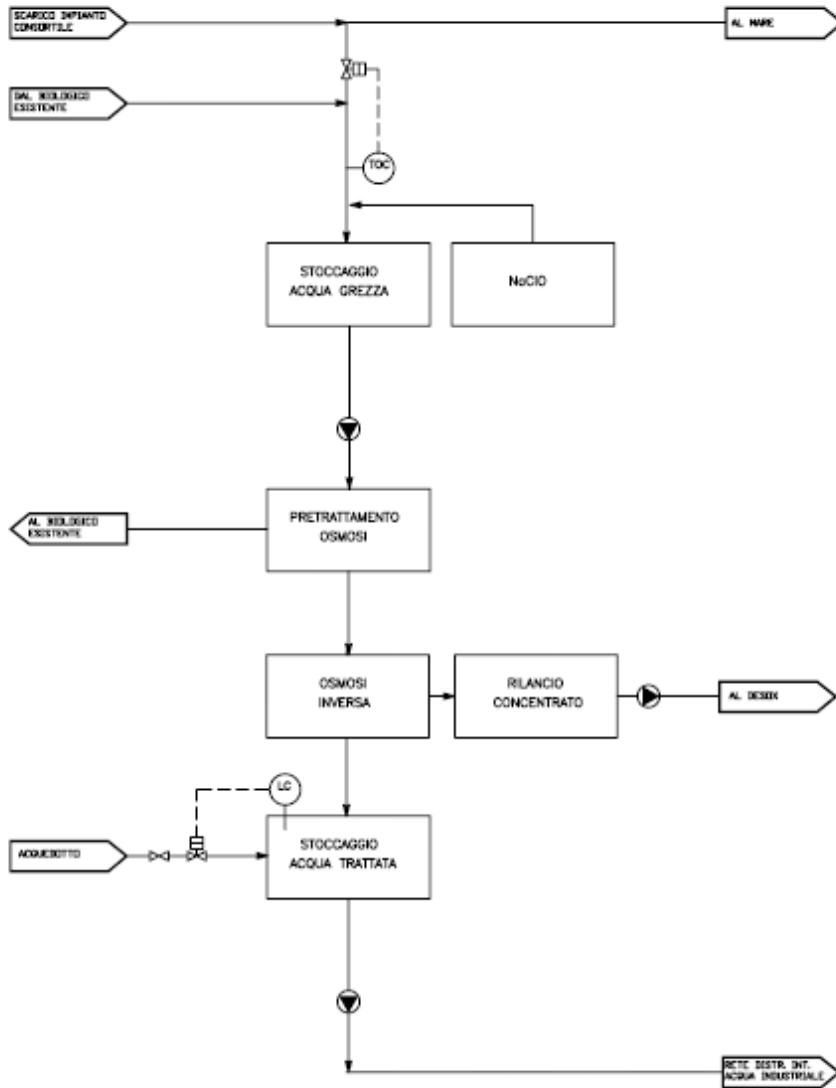 SCARICO IMPIANTO
CONSORTILE
AL MARE
DAL BIOLOGICO
ESISTENTE
TOC
STOCCAGGIO
ACQUA GREZZA
NaClO
AL BIOLOGICO
ESISTENTE
PRETRATTAMENTO
OSMOSI
OSMOSI
INVERSA
RILANCIO
CONCENTRATO
AL DESOX
LC
ACQUEDOTTO
STOCCAGGIO
ACQUA TRATTATA
RETE DISTR. INT.
ACQUA INDUSTRIALE